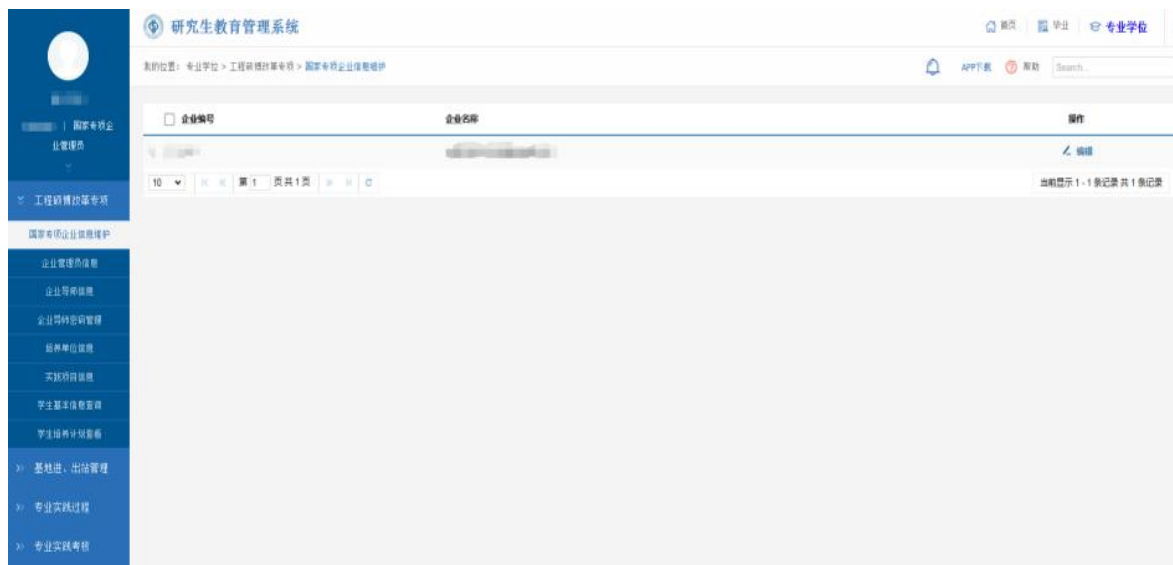 研究生教育管理系统
首页
毕业
专业学位
我的位置： 专业学位 > 工程硕博改革专项 > 国家专项企业信息维护
APP下载
帮助
Search...
| 国家专项企
业管理员
工程硕博改革专项
国家专项企业信息维护
企业管理员信息
企业导师信息
企业导师密码管理
培养单位信息
实践项目信息
学生基本信息查询
学生培养计划查看
基地进、出站管理
专业实践过程
专业实践考核
企业编号
企业名称
操作
编辑
10
第 1 页共1页
当前显示 1 - 1 条记录 共 1 条记录